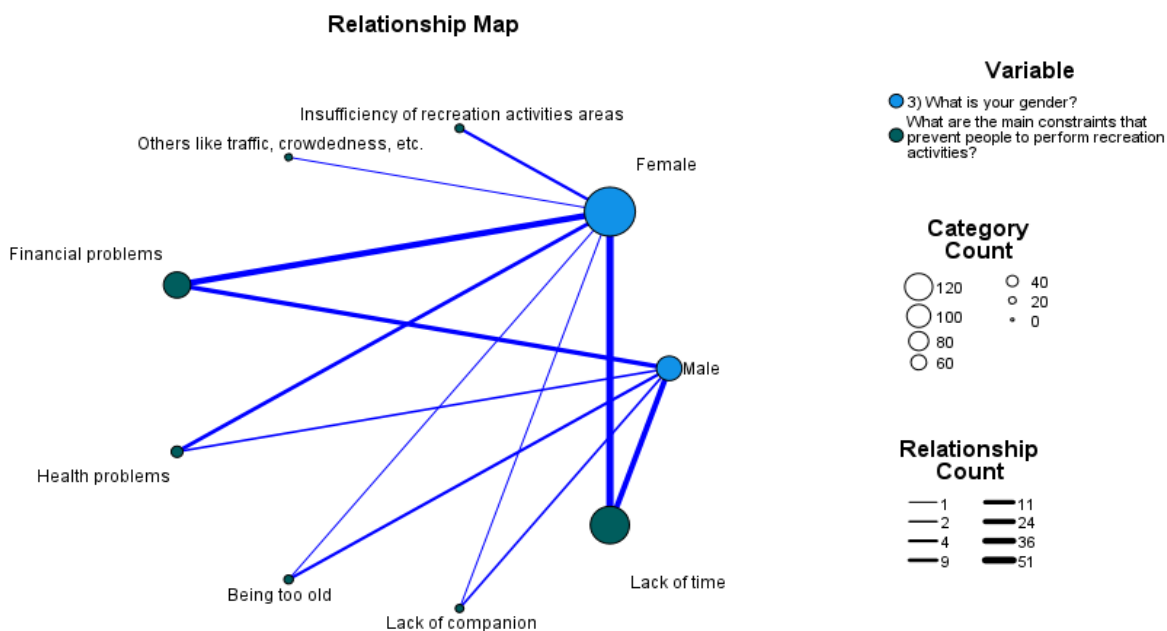 Relationship Map
Insufficiency of recreation activities areas
Others like traffic, crowdedness, etc.
Female
Financial problems
Male
Health problems
Being too old
Lack of companion
Lack of time
Variable
3) What is your gender?
What are the main constraints that
prevent people to perform recreation
activities?
Category
Count
120
100
80
60
40
20
0
Relationship
Count
1
2
4
9
11
24
36
51